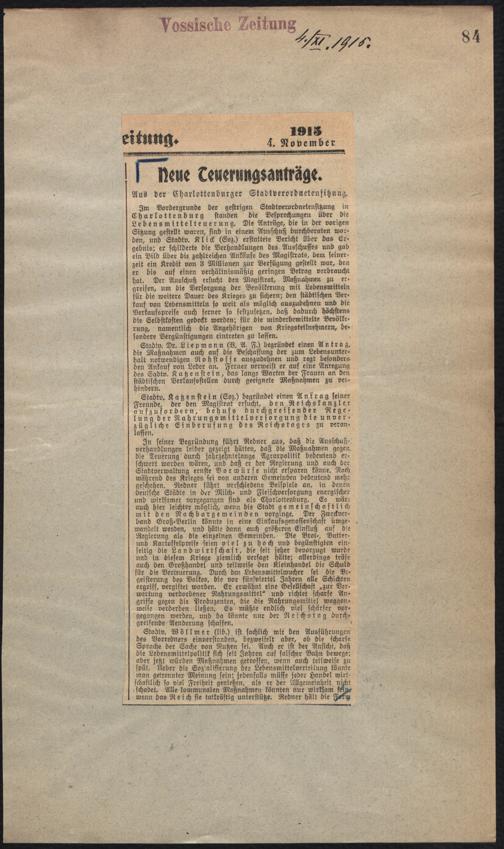 Vossische Zeitung
4./XI. 1915.
84
eitung.
1915
4. November
Neue Teuerungsanträge.
Aus der Charlottenburger Stadtverordnetensitzung.
Im Vordergrunde der gestrigen Stadtverordnetensitzung in
Charlottenburg standen die Besprechungen über die
Lebensmittelteuerung. Die Anträge, die in der vorigen
Sitzung gestellt waren, sind in einem Ausschuß durchberaten wor-
den, und Stadtv. Klick (Soz.) erstattete Bericht über das Er-
gebnis; er schilderte die Verhandlungen des Ausschusses und gab
ein Bild über die zahlreichen Ankäufe des Magistrats, dem seiner-
zeit ein Kredit von 3 Millionen zur Verfügung gestellt war, den
er bis auf einen verhältnismäßig geringen Betrag verbraucht
hat. Der Ausschuß ersucht den Magistrat, Maßnahmen zu er-
greifen, um die Versorgung der Bevölkerung mit Lebensmitteln
für die weitere Dauer des Krieges zu sichern; den städtischen Ver-
kauf von Lebensmitteln so weit als möglich auszudehnen und die
Verkaufspreise auch ferner so festzusetzen, daß dadurch höchstens
die Selbstkosten gedeckt werden; für die minderbemittelte Bevölke-
rung, namentlich die Angehörigen von Kriegsteilnehmern, be-
sondere Vergünstigungen eintreten zu lassen.
Stadtv. Dr. Liepmann (V. A. F.) begründet einen Antrag,
die Maßnahmen auch auf die Beschaffung der zum Lebensunter-
halt notwendigen Rohstoffe auszudehnen und regt besonders
den Ankauf von Leder an. Ferner verweist er auf eine Anregung
des Stadtv. Katzenstein, das lange Warten der Frauen an den
städtischen Verkaufsstellen durch geeignete Maßnahmen zu ver-
hindern.
Stadtv. Katzenstein (Soz.) begründet einen Antrag seiner
Freunde, der den Magistrat ersucht, den Reichskanzler
aufzufordern, behufs durchgreifender Rege-
lung der Nahrungsmittelversorgung die unver-
zügliche Einberufung des Reichstages zu veran-
lassen.
In seiner Begründung führt Redner aus, daß die Ausschuß-
verhandlungen leider gezeigt hätten, daß die Maßnahmen gegen
die Teuerung durch jahrzehntelange Agrarpolitik bedeutend er-
schwert worden wären, und daß er der Regierung und auch der
Stadtverwaltung ernste Vorwürfe nicht ersparen könne. Noch
während des Kriegs sei von anderen Gemeinden bedeutend mehr
geschehen. Redner führt verschiedene Beispiele an, in denen
deutsche Städte in der Milch- und Fleischversorgung energischer
und wirksamer vorgegangen sind als Charlottenburg. Es wäre
auch hier leichter möglich, wenn die Stadt gemeinschaftlich
mit den Nachbargemeinden vorginge. Der Zweckver-
band Groß-Berlin könnte in eine Einkaufsgemeinschaft umge-
wandelt werden, und hätte dann auch größeren Einfluß auf die
Regierung als die einzelnen Gemeinden. Die Brot-, Butter-
und Kartoffelpreise seien viel zu hoch und begünstigten ein-
seitig die Landwirtschaft, die seit jeher bevorzugt wurde
und in diesem Kriege ziemlich versagt hätte; allerdings träfe
auch den Großhandel und teilweise den Kleinhandel die Schuld
für die Verteuerung. Durch den Lebensmittelwucher sei die Be-
geisterung des Volkes, die vor fünfviertel Jahren alle Schichten
ergriff, vergiftet worden. Er erwähnt eine Gesellschaft „zur Ver-
wertung verdorbener Nahrungsmittel" und richtet scharfe An-
griffe gegen die Produzenten, die die Nahrungsmittel waggon-
weise verderben ließen. Es müßte endlich viel schärfer vor-
gegangen werden, und da könnte nur der Reichstag durch-
greifende Aenderung schaffen.
Stadtv. Wöllmer (lib.) ist sachlich mit den Ausführungen
des Vorredners einverstanden, bezweifelt aber, ob die scharfe
Sprache der Sache von Nutzen sei. Auch er ist der Ansicht, daß
die Lebensmittelpolitik sich seit Jahren auf falscher Bahn bewege;
aber jetzt würden Maßnahmen getroffen, wenn auch teilweise zu
spät. Ueber die Sozialisierung der Lebensmittelverteilung könnte
man getrennter Meinung sein; jedenfalls müsse jeder Handel wirt-
schaftlich so viel Freiheit genießen, als er der Allgemeinheit nicht
schadet. Alle kommunalen Maßnahmen könnten nur wirksam sein,
wenn das Reich sie tatkräftig unterstütze. Redner hält die Form